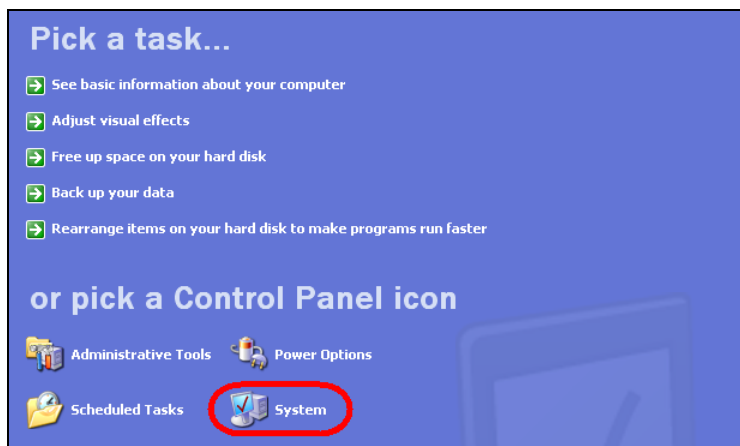 Pick a task...
See basic information about your computer
Adjust visual effects
Free up space on your hard disk
Back up your data
Rearrange items on your hard disk to make programs run faster
or pick a Control Panel icon
Administrative Tools Power Options
Scheduled Tasks System